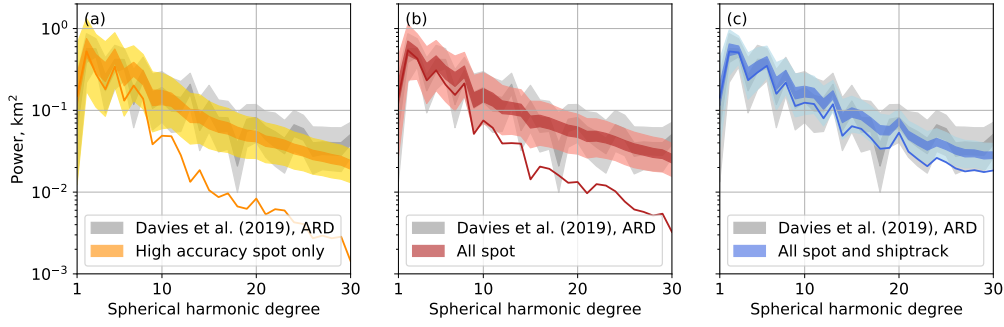 (a)
Power, km²
10⁰
10⁻¹
10⁻²
10⁻³
Davies et al. (2019), ARD
High accuracy spot only
1 10 20 30
Spherical harmonic degree
(b)
Davies et al. (2019), ARD
All spot
1 10 20 30
Spherical harmonic degree
(c)
Davies et al. (2019), ARD
All spot and shiptrack
1 10 20 30
Spherical harmonic degree